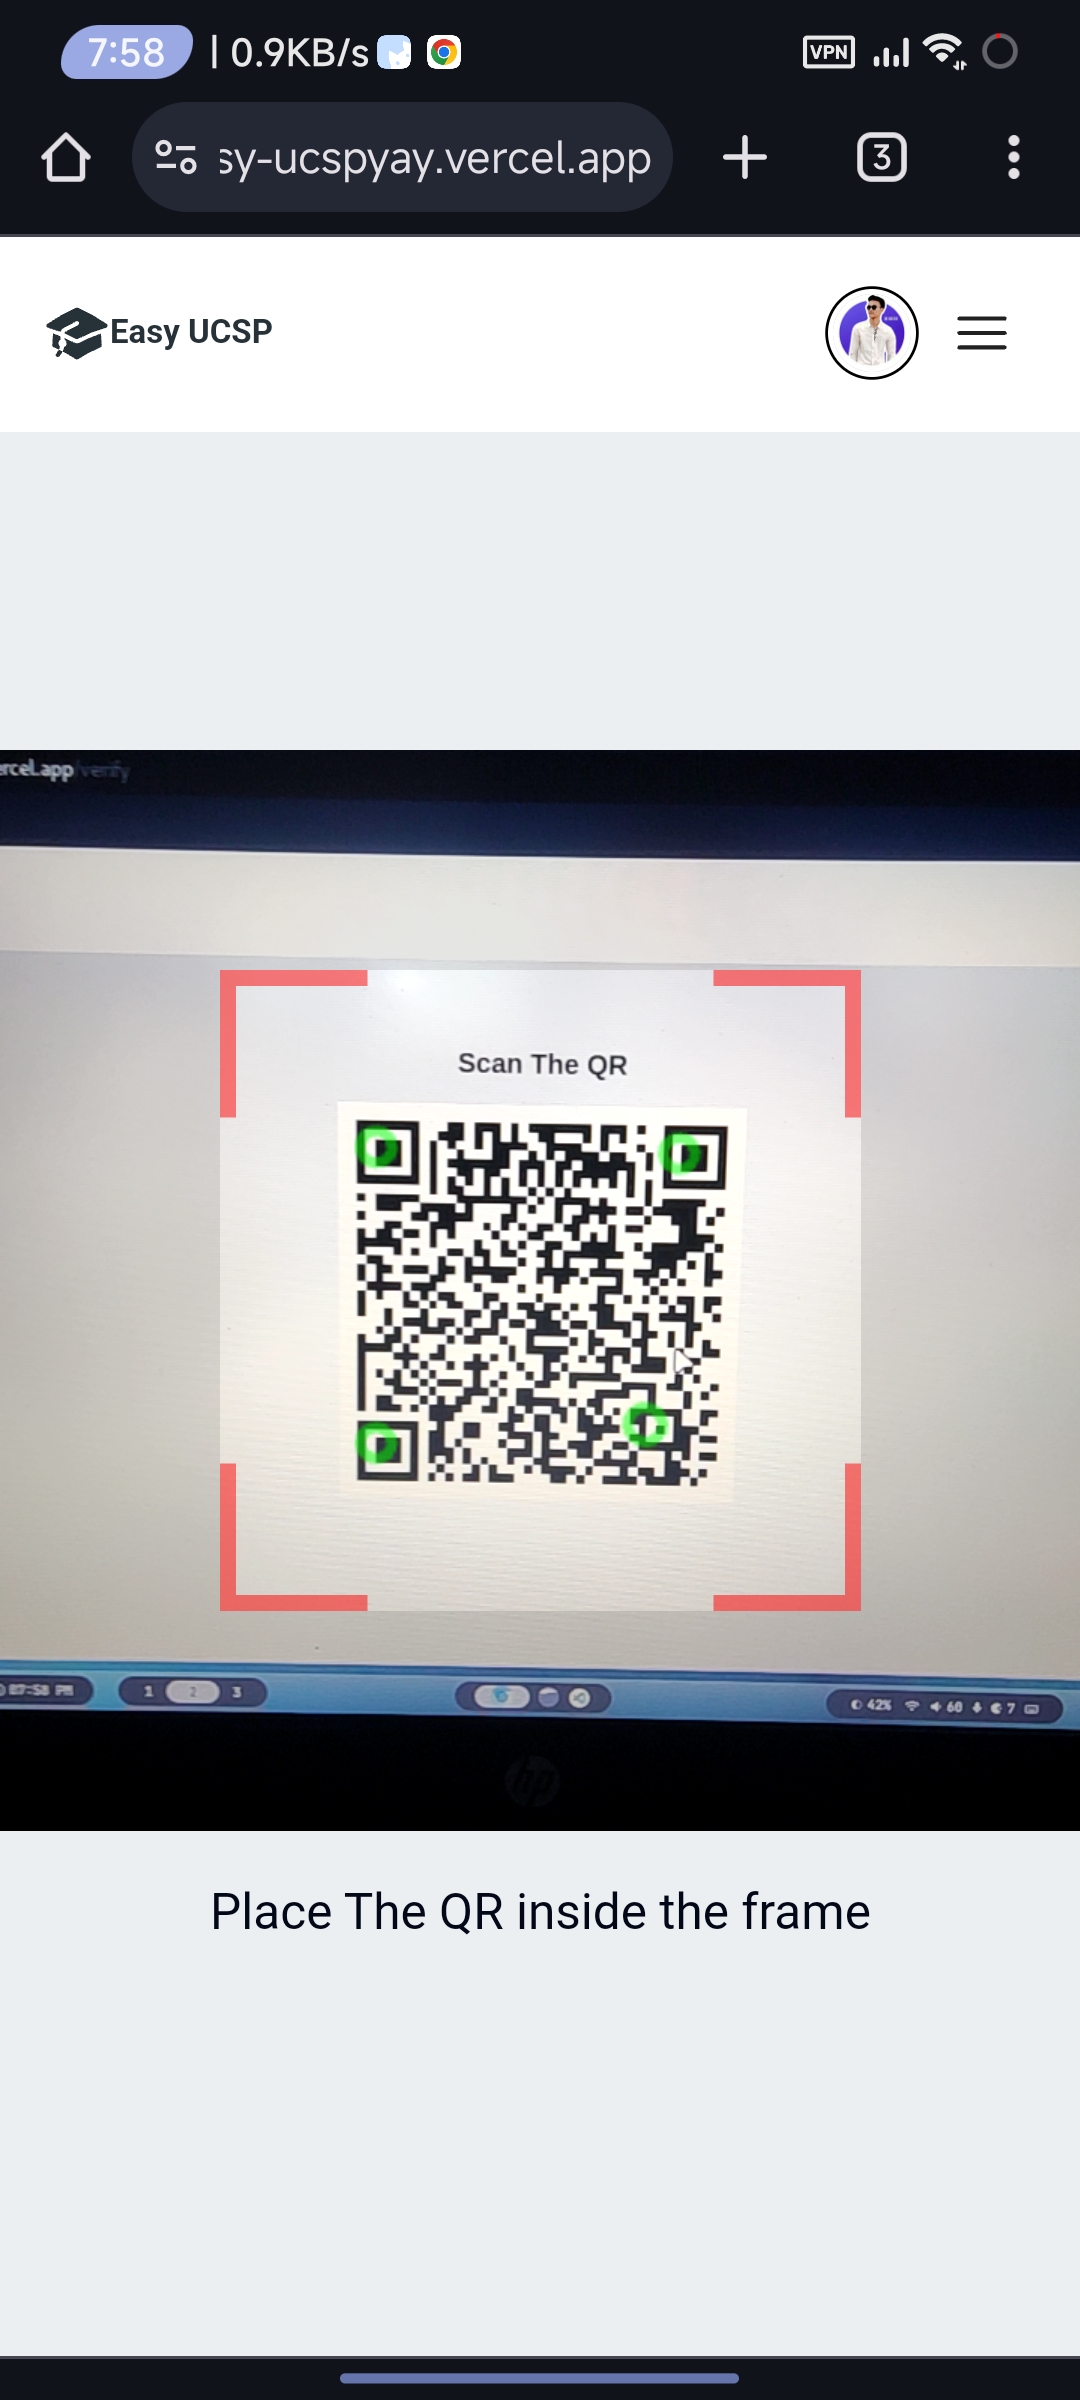 7:58 | 0.9KB/s VPN
sy-ucspyay.vercel.app 3
Easy UCSP
rcel.app/verify
Scan The QR
07:58 PM 1 2 3 42% 60 7
hp
Place The QR inside the frame